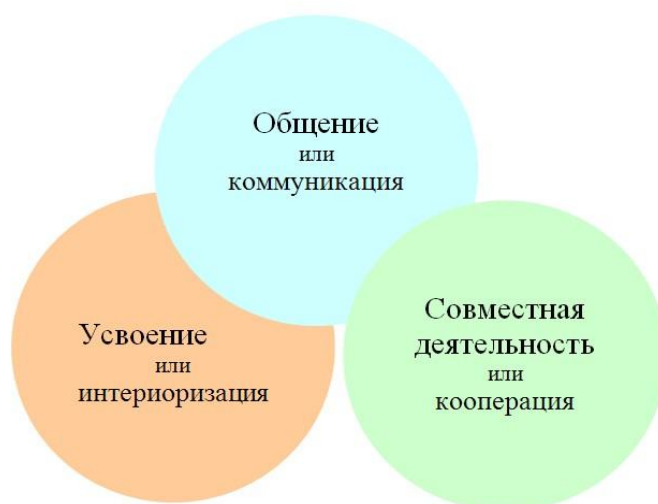 Общение
или
коммуникация
Усвоение
или
интериоризация
Совместная
деятельность
или
кооперация